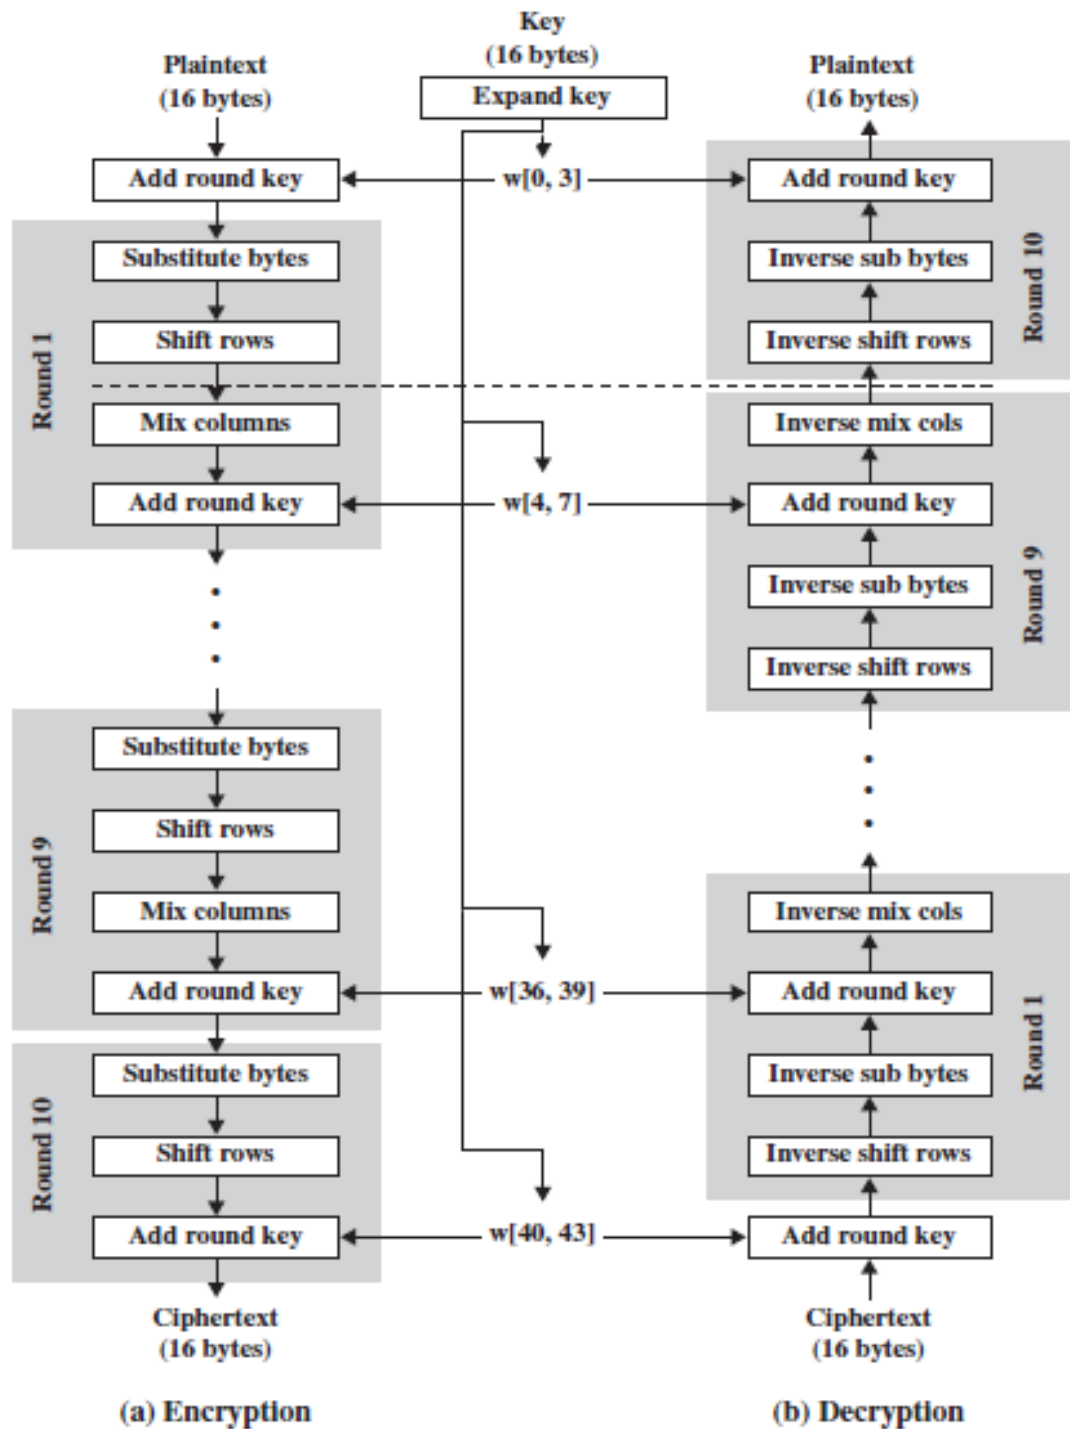 Key
(16 bytes)
Plaintext
(16 bytes)
Expand key
Plaintext
(16 bytes)
Add round key
w[0, 3]
Add round key
Round 1
Substitute bytes
Shift rows
Mix columns
Add round key
w[4, 7]
Round 10
Inverse sub bytes
Inverse shift rows
Round 9
Inverse mix cols
Add round key
Inverse sub bytes
Inverse shift rows
Round 9
Substitute bytes
Shift rows
Mix columns
Add round key
w[36, 39]
Round 1
Inverse mix cols
Add round key
Inverse sub bytes
Inverse shift rows
Round 10
Substitute bytes
Shift rows
Add round key
w[40, 43]
Add round key
Ciphertext
(16 bytes)
Ciphertext
(16 bytes)
(a) Encryption
(b) Decryption